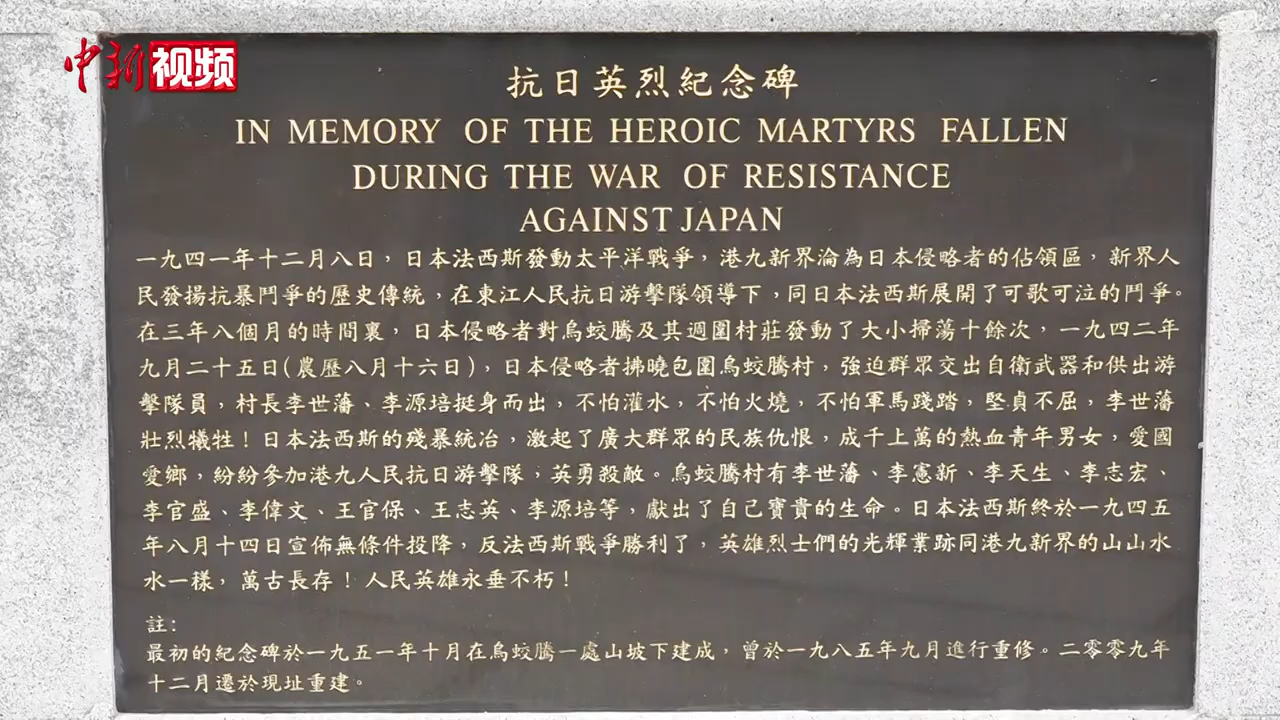 中新视频
抗日英烈紀念碑
IN MEMORY OF THE HEROIC MARTYRS FALLEN
DURING THE WAR OF RESISTANCE
AGAINST JAPAN
一九四一年十二月八日，日本法西斯發動太平洋戰爭，港九新界淪為日本侵略者的佔領區，新界人
民發揚抗暴鬥爭的歷史傳統，在東江人民抗日游擊隊領導下，同日本法西斯展開了可歌可泣的鬥爭。
在三年八個月的時間裏，日本侵略者對烏蛟騰及其週圍村莊發動了大小掃蕩十餘次，一九四二年
九月二十五日(農歷八月十六日)，日本侵略者拂曉包圍烏蛟騰村，強迫群眾交出自衛武器和供出游
擊隊員，村長李世藩、李源培挺身而出，不怕灌水，不怕火燒，不怕軍馬踐踏，堅貞不屈，李世藩
壯烈犧牲！日本法西斯的殘暴統冶，激起了廣大群眾的民族仇恨，成千上萬的熱血青年男女，愛國
愛鄉，紛紛參加港九人民抗日游擊隊，英勇殺敵。烏蛟騰村有李世藩、李憲新、李天生、李志宏、
李官盛、李偉文、王官保、王志英、李源培等，獻出了自己寶貴的生命。日本法西斯終於一九四五
年八月十四日宣佈無條件投降，反法西斯戰爭勝利了，英雄烈士們的光輝業跡同港九新界的山山水
水一樣，萬古長存！人民英雄永垂不朽！
註:
最初的紀念碑於一九五一年十月在烏蛟騰一處山坡下建成，曾於一九八五年九月進行重修。二零零九年
十二月遷於現址重建。